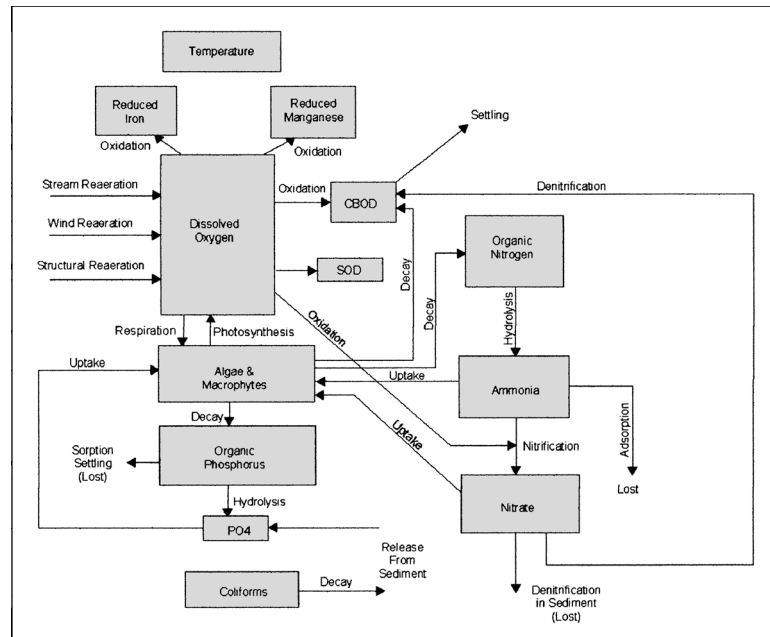 Temperature
Reduced
Iron
Reduced
Manganese
Oxidation
Oxidation
Settling
Stream Reaeration
Wind Reaeration
Structural Reaeration
Dissolved
Oxygen
Oxidation
CBOD
Denitrification
SOD
Decay
Decay
Organic
Nitrogen
Hydrolysis
Oxidation
Respiration
Photosynthesis
Uptake
Algae &
Macrophytes
Uptake
Ammonia
Adsorption
Lost
Decay
Uptake
Nitrification
Sorption
Settling
(Lost)
Organic
Phosphorus
Hydrolysis
PO4
Nitrate
Release
From
Sediment
Coliforms
Decay
Denitrification
in Sediment
(Lost)